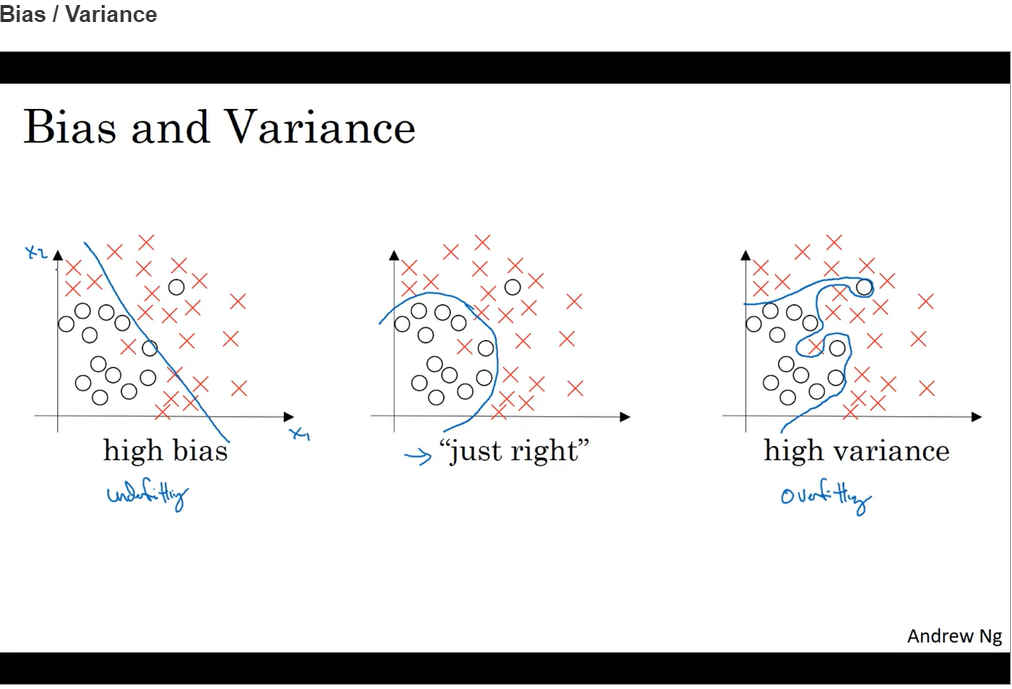 Bias / Variance
Bias and Variance
x2
x1
high bias
→ “just right”
high variance
underfitting
overfitting
Andrew Ng